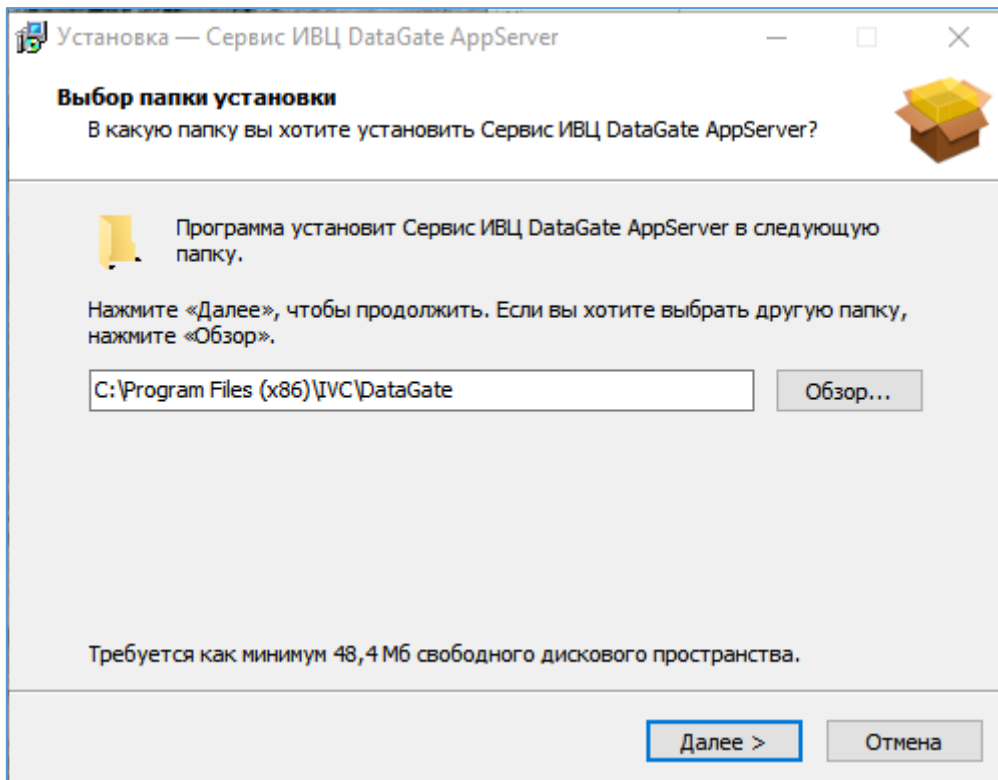 Установка — Сервис ИВЦ DataGate AppServer
Выбор папки установки
В какую папку вы хотите установить Сервис ИВЦ DataGate AppServer?
Программа установит Сервис ИВЦ DataGate AppServer в следующую
папку.
Нажмите «Далее», чтобы продолжить. Если вы хотите выбрать другую папку,
нажмите «Обзор».
C:\Program Files (x86)\IVC\DataGate
Обзор...
Требуется как минимум 48,4 Мб свободного дискового пространства.
Далее >
Отмена